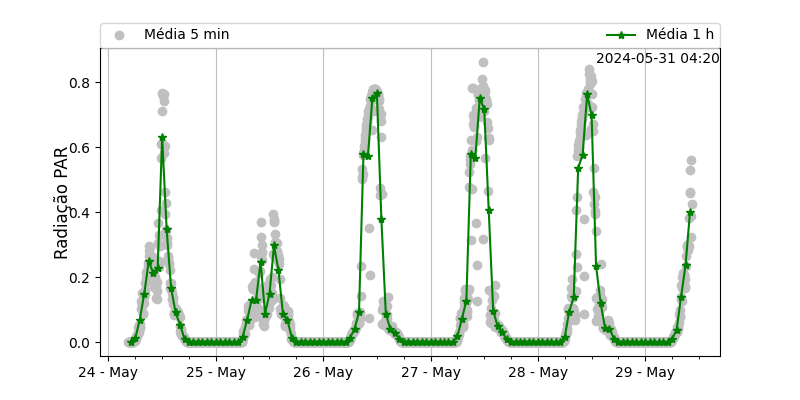 Média 5 min
Média 1 h
2024-05-31 04:20
Radiação PAR
0.8
0.6
0.4
0.2
0.0
24 - May
25 - May
26 - May
27 - May
28 - May
29 - May